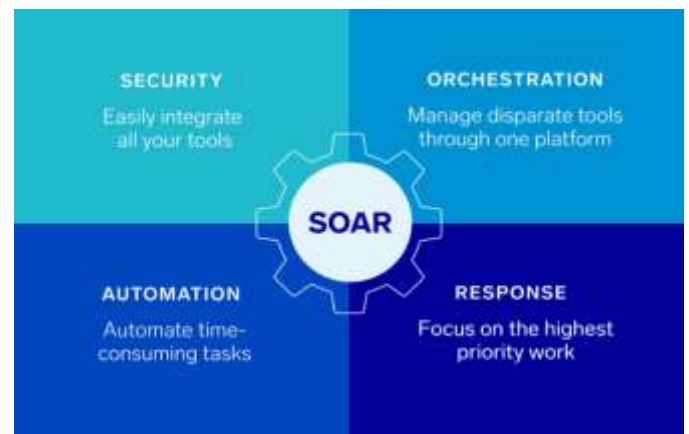 SECURITY
Easily integrate
all your tools
ORCHESTRATION
Manage disparate tools
through one platform
SOAR
AUTOMATION
Automate time-
consuming tasks
RESPONSE
Focus on the highest
priority work